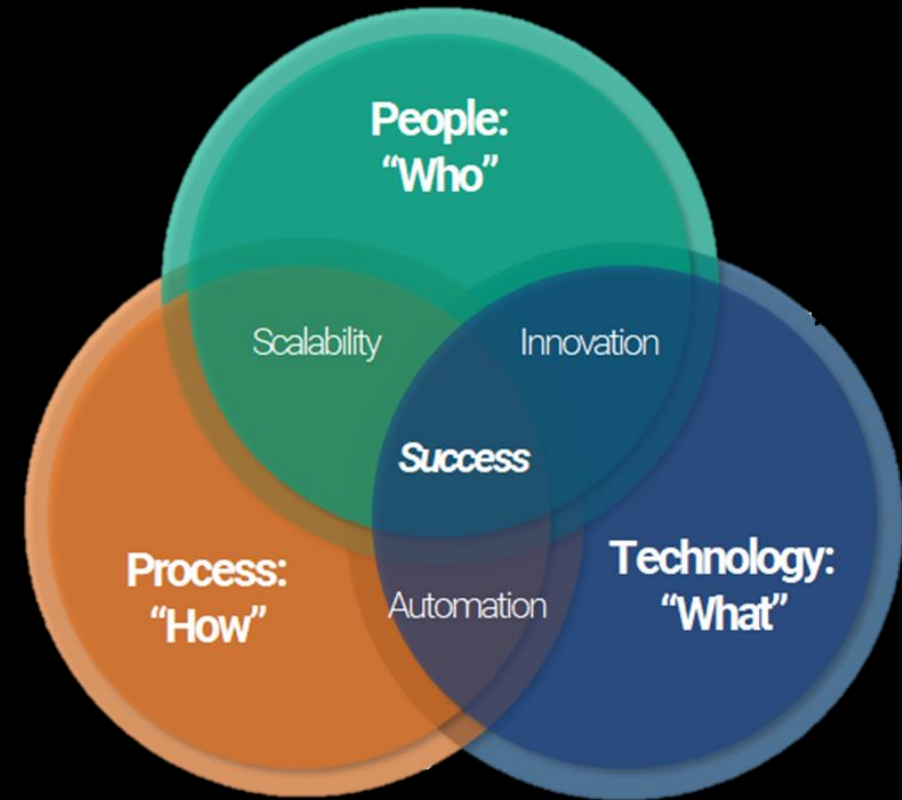 People:
“Who”
Scalability
Innovation
Success
Process:
“How”
Automation
Technology:
“What”